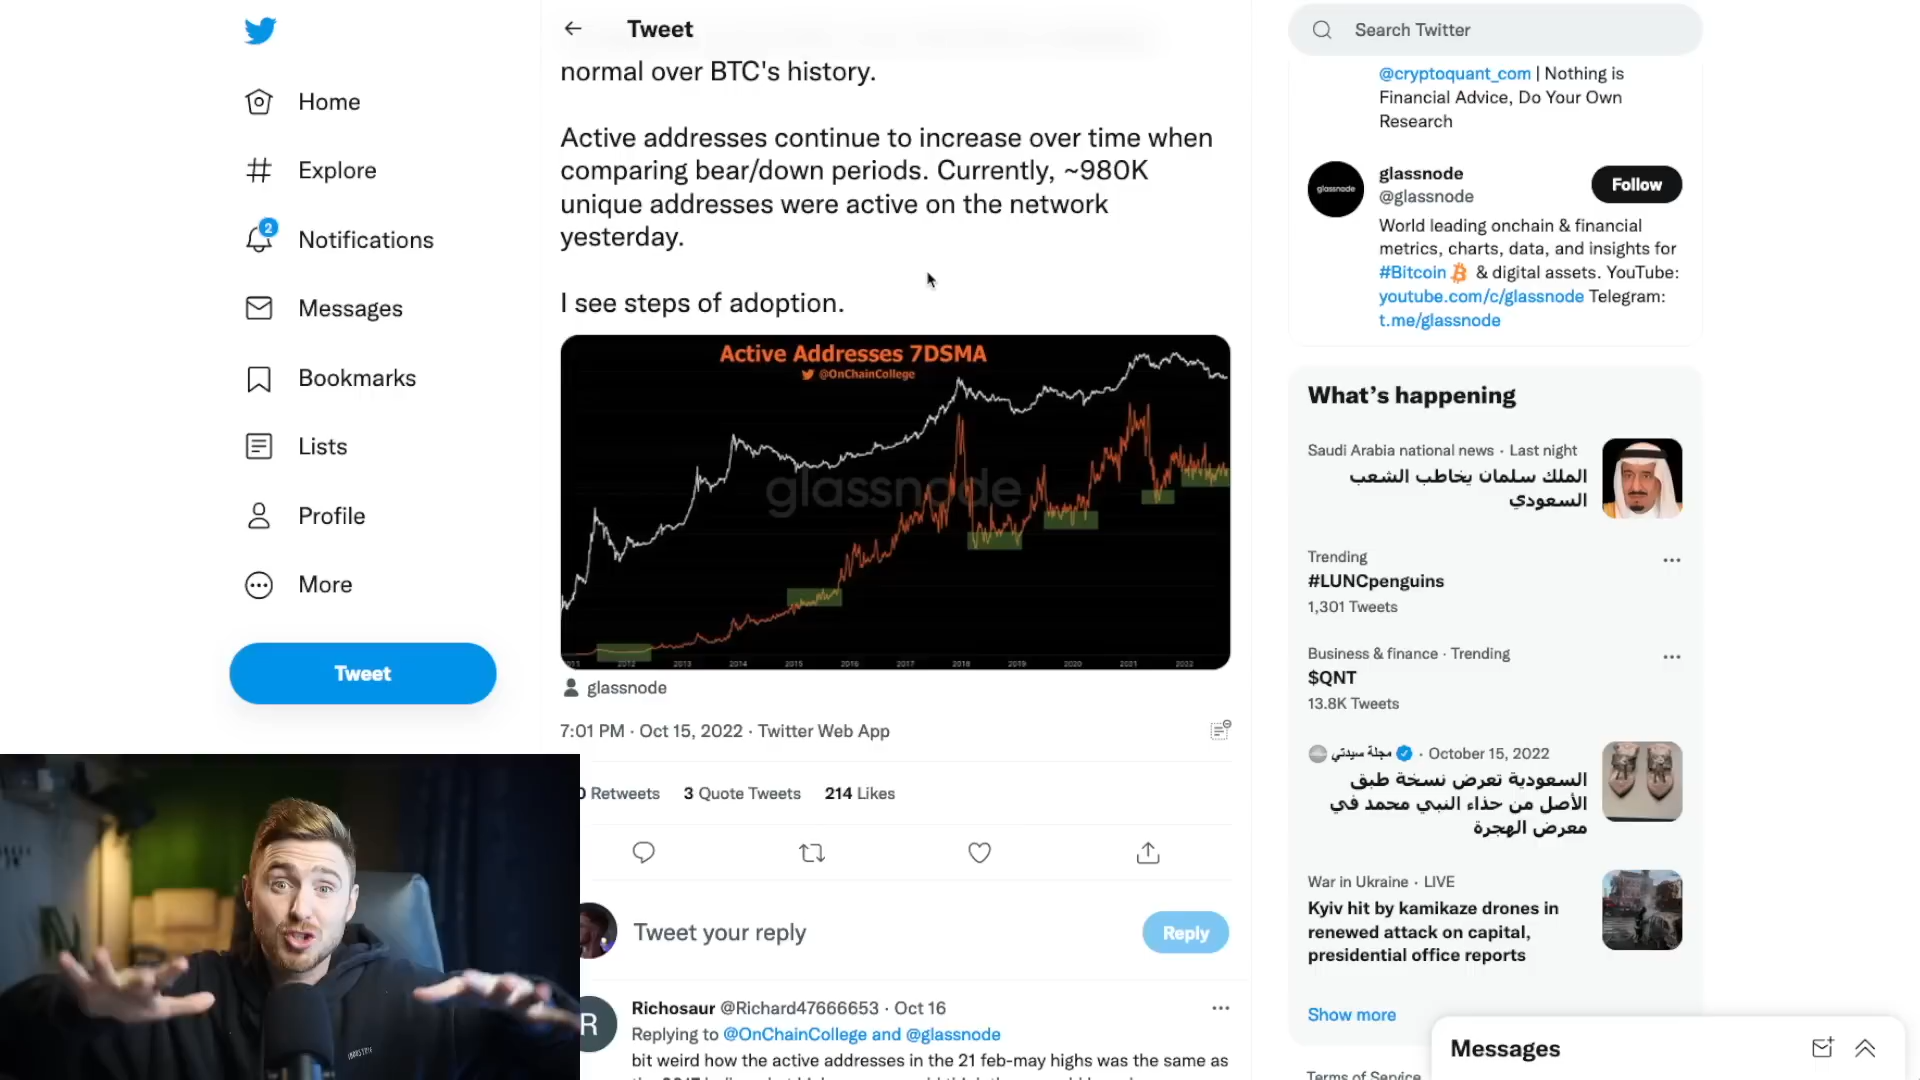 Home
Explore
2
Notifications
Messages
Bookmarks
Lists
Profile
More
Tweet
Tweet
normal over BTC's history.
Active addresses continue to increase over time when
comparing bear/down periods. Currently, ~980K
unique addresses were active on the network
yesterday.
I see steps of adoption.
Active Addresses 7DSMA
@OnChainCollege
glassnode
2012 2013 2014 2015 2016 2017 2018 2019 2020 2021 2022
glassnode
7:01 PM · Oct 15, 2022 · Twitter Web App
Retweets 3 Quote Tweets 214 Likes
Tweet your reply
Reply
R
Richosaur @Richard47666653 · Oct 16
Replying to @OnChainCollege and @glassnode
bit weird how the active addresses in the 21 feb-may highs was the same as
Search Twitter
@cryptoquant_com | Nothing is
Financial Advice, Do Your Own
Research
glassnode
glassnode
@glassnode
Follow
World leading onchain & financial
metrics, charts, data, and insights for
#Bitcoin & digital assets. YouTube:
youtube.com/c/glassnode Telegram:
t.me/glassnode
What's happening
Saudi Arabia national news · Last night
الملك سلمان يخاطب الشعب
السعودي
Trending
#LUNCpenguins
1,301 Tweets
Business & finance · Trending
$QNT
13.8K Tweets
مجلة سيدتي · October 15, 2022
السعودية تعرض نسخة طبق
الأصل من حذاء النبي محمد في
معرض الهجرة
War in Ukraine · LIVE
Kyiv hit by kamikaze drones in
renewed attack on capital,
presidential office reports
Show more
Terms of Service
Messages